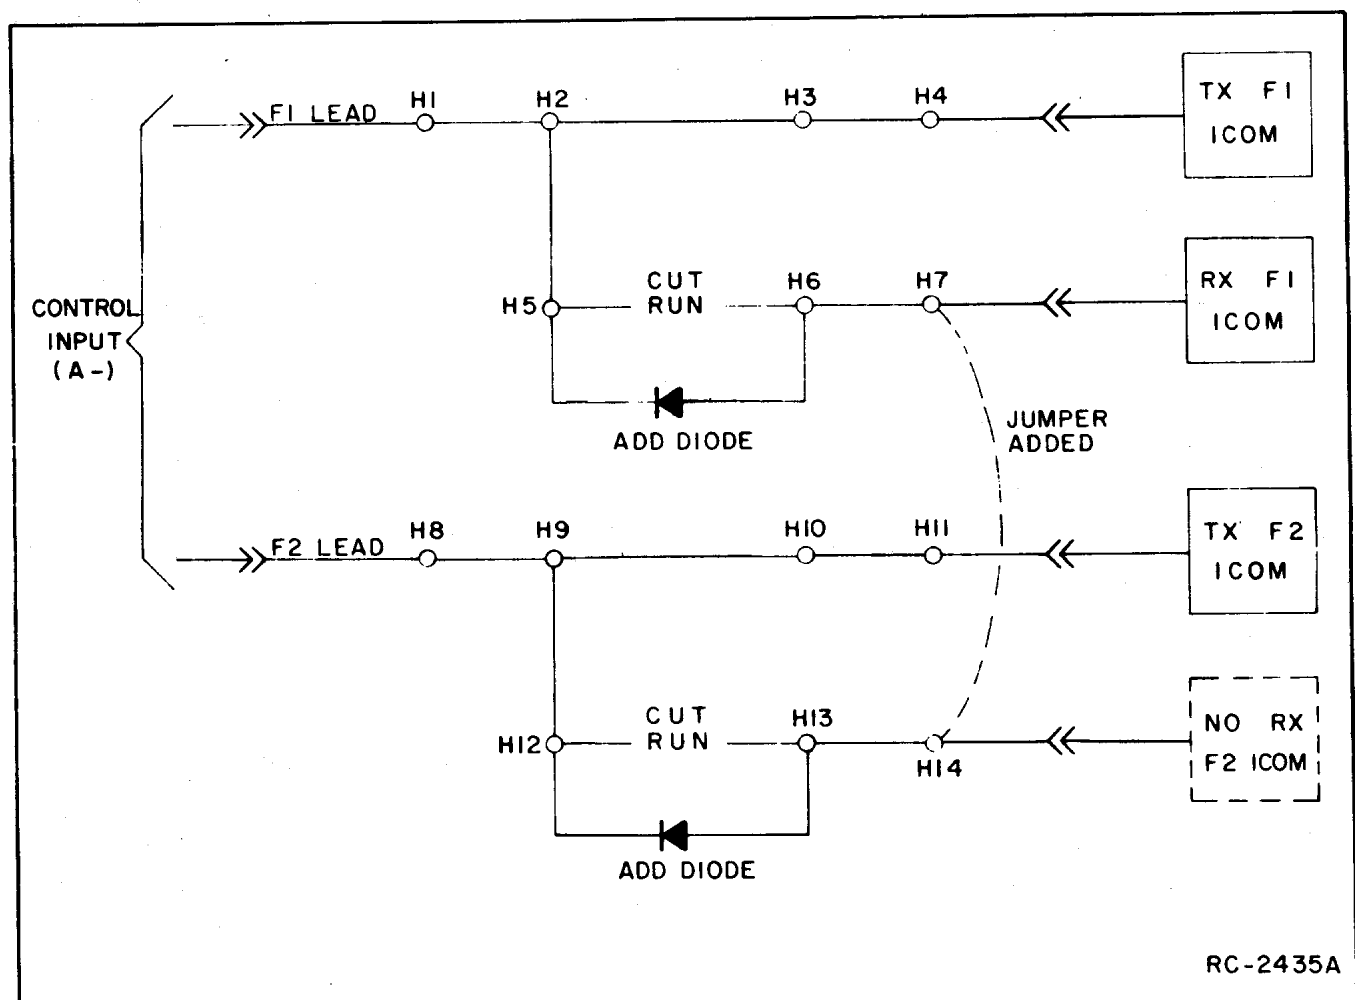 F1 LEAD
H1
H2
H3
H4
TX F1
ICOM
CONTROL
INPUT
(A-)
H5
CUT
RUN
H6
H7
RX F1
ICOM
ADD DIODE
JUMPER
ADDED
F2 LEAD
H8
H9
H10
H11
TX F2
ICOM
H12
CUT
RUN
H13
H14
NO RX
F2 ICOM
ADD DIODE
RC-2435A